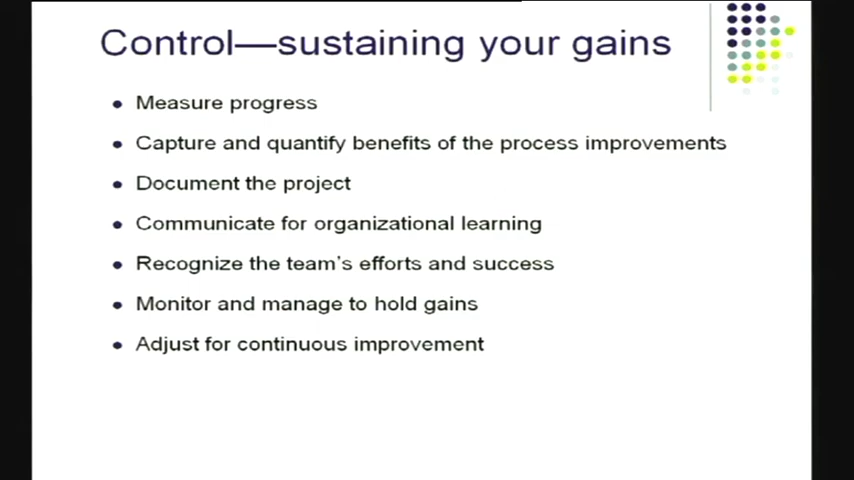 Control—sustaining your gains
Measure progress
Capture and quantify benefits of the process improvements
Document the project
Communicate for organizational learning
Recognize the team's efforts and success
Monitor and manage to hold gains
Adjust for continuous improvement